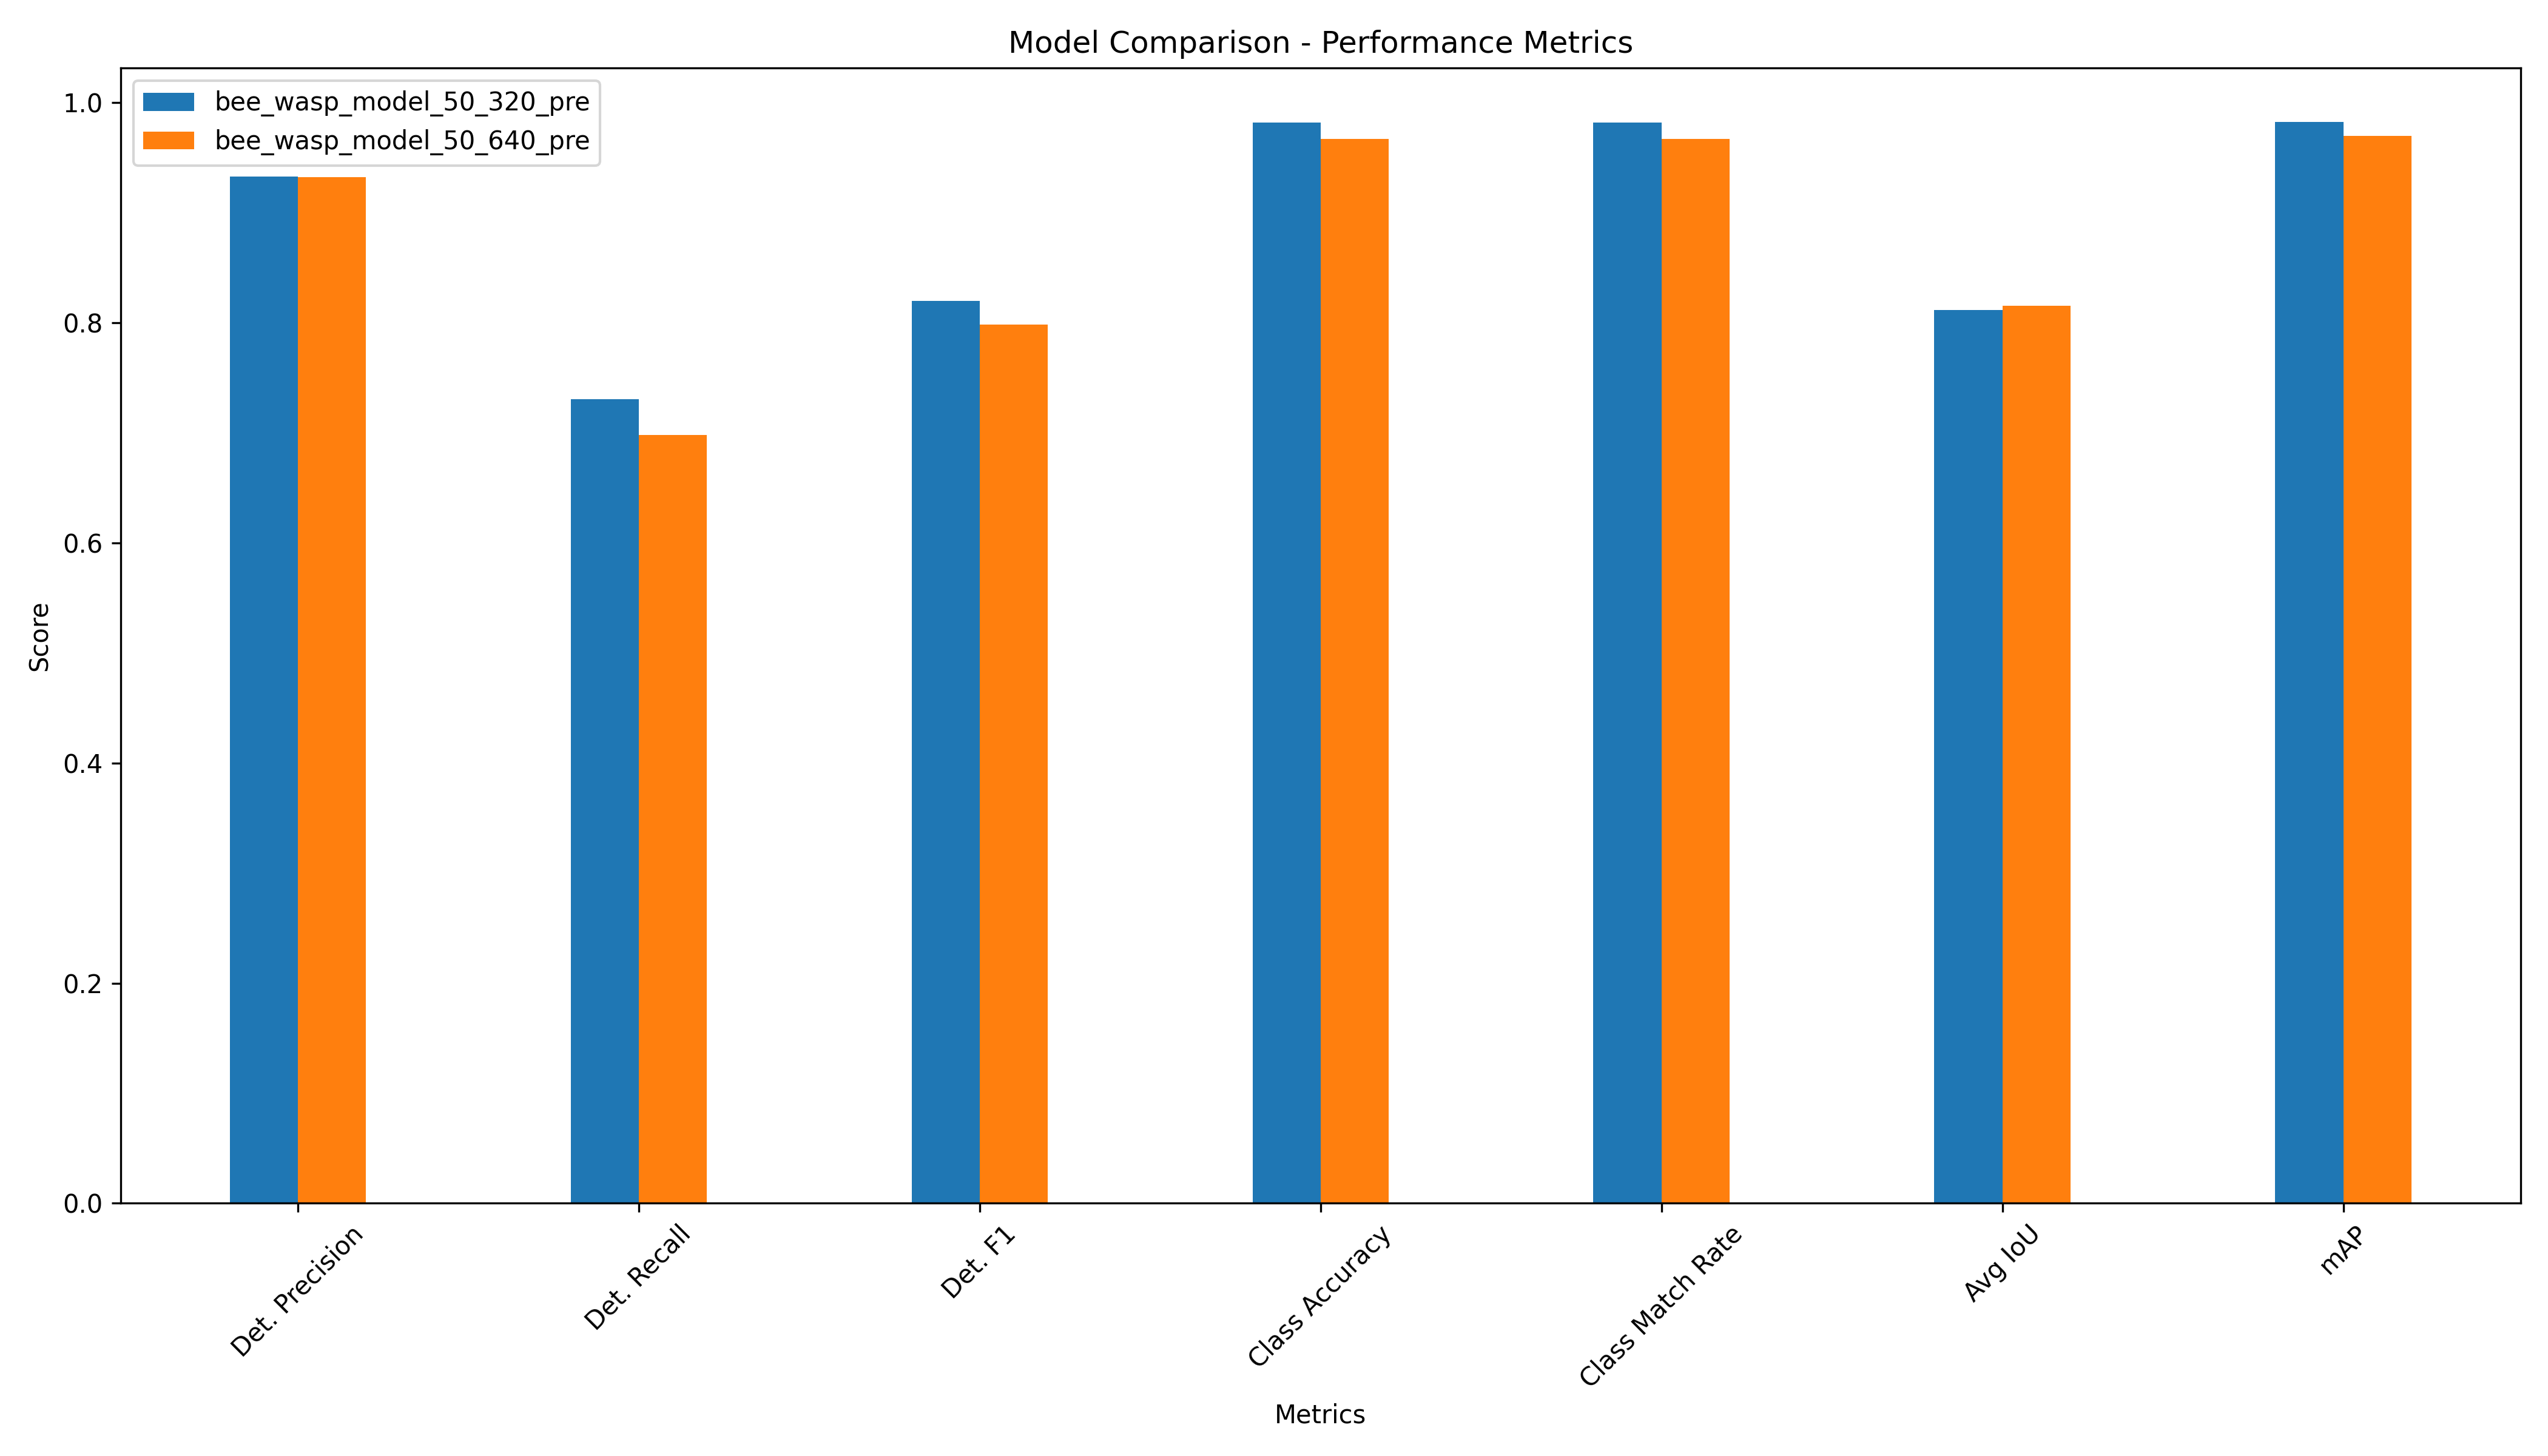 Model Comparison - Performance Metrics
bee_wasp_model_50_320_pre
bee_wasp_model_50_640_pre
1.0
0.8
0.6
0.4
0.2
0.0
Score
Det. Precision
Det. Recall
Det. F1
Class Accuracy
Class Match Rate
Avg IoU
mAP
Metrics